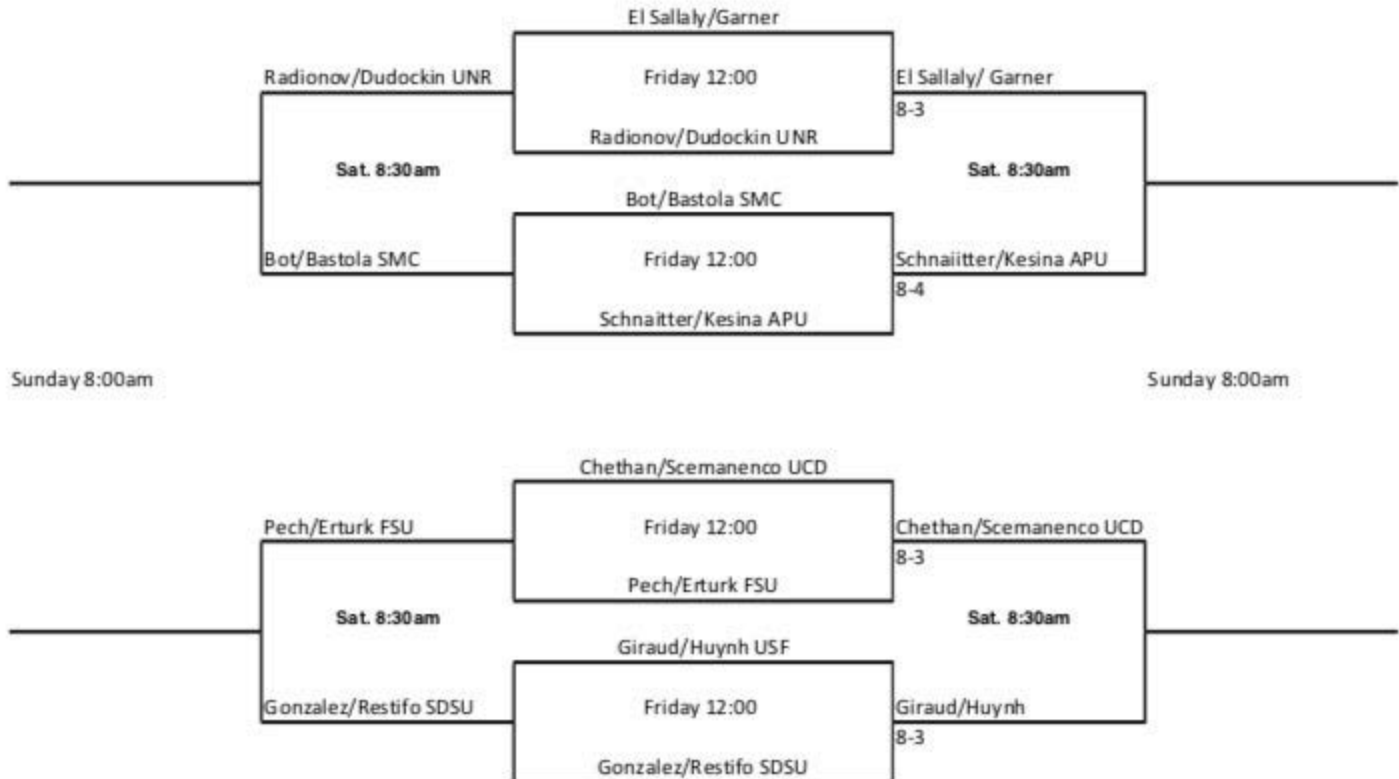 El Sallaly/Garner
Radionov/Dudockin UNR
Friday 12:00
El Sallaly/ Garner
8-3
Radionov/Dudockin UNR
Sat. 8:30am
Sat. 8:30am
Bot/Bastola SMC
Bot/Bastola SMC
Friday 12:00
Schnaiitter/Kesina APU
8-4
Schnaitter/Kesina APU
Sunday 8:00am
Sunday 8:00am
Chethan/Scemanenco UCD
Pech/Erturk FSU
Friday 12:00
Chethan/Scemanenco UCD
8-3
Pech/Erturk FSU
Sat. 8:30am
Sat. 8:30am
Giraud/Huynh USF
Gonzalez/Restifo SDSU
Friday 12:00
Giraud/Huynh
8-3
Gonzalez/Restifo SDSU